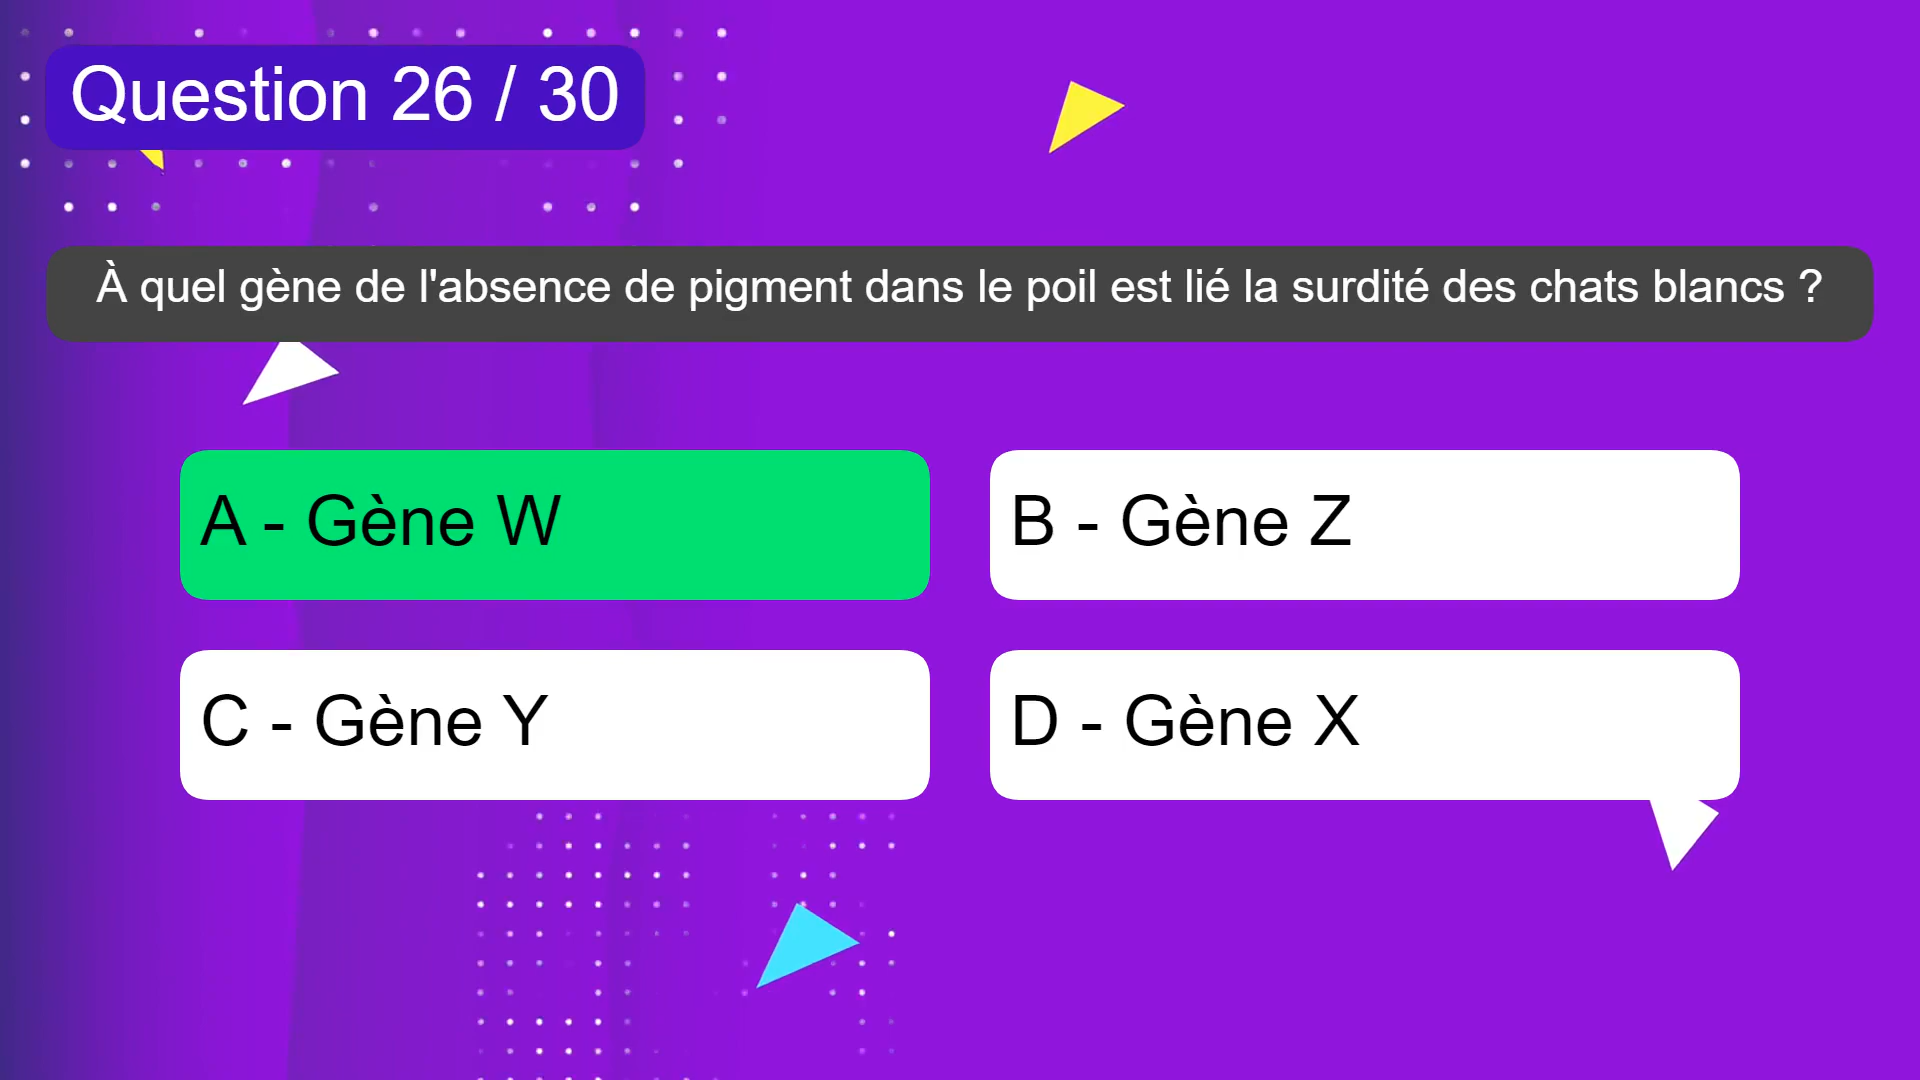 Question 26 / 30
À quel gène de l'absence de pigment dans le poil est lié la surdité des chats blancs ?
A - Gène W
B - Gène Z
C - Gène Y
D - Gène X